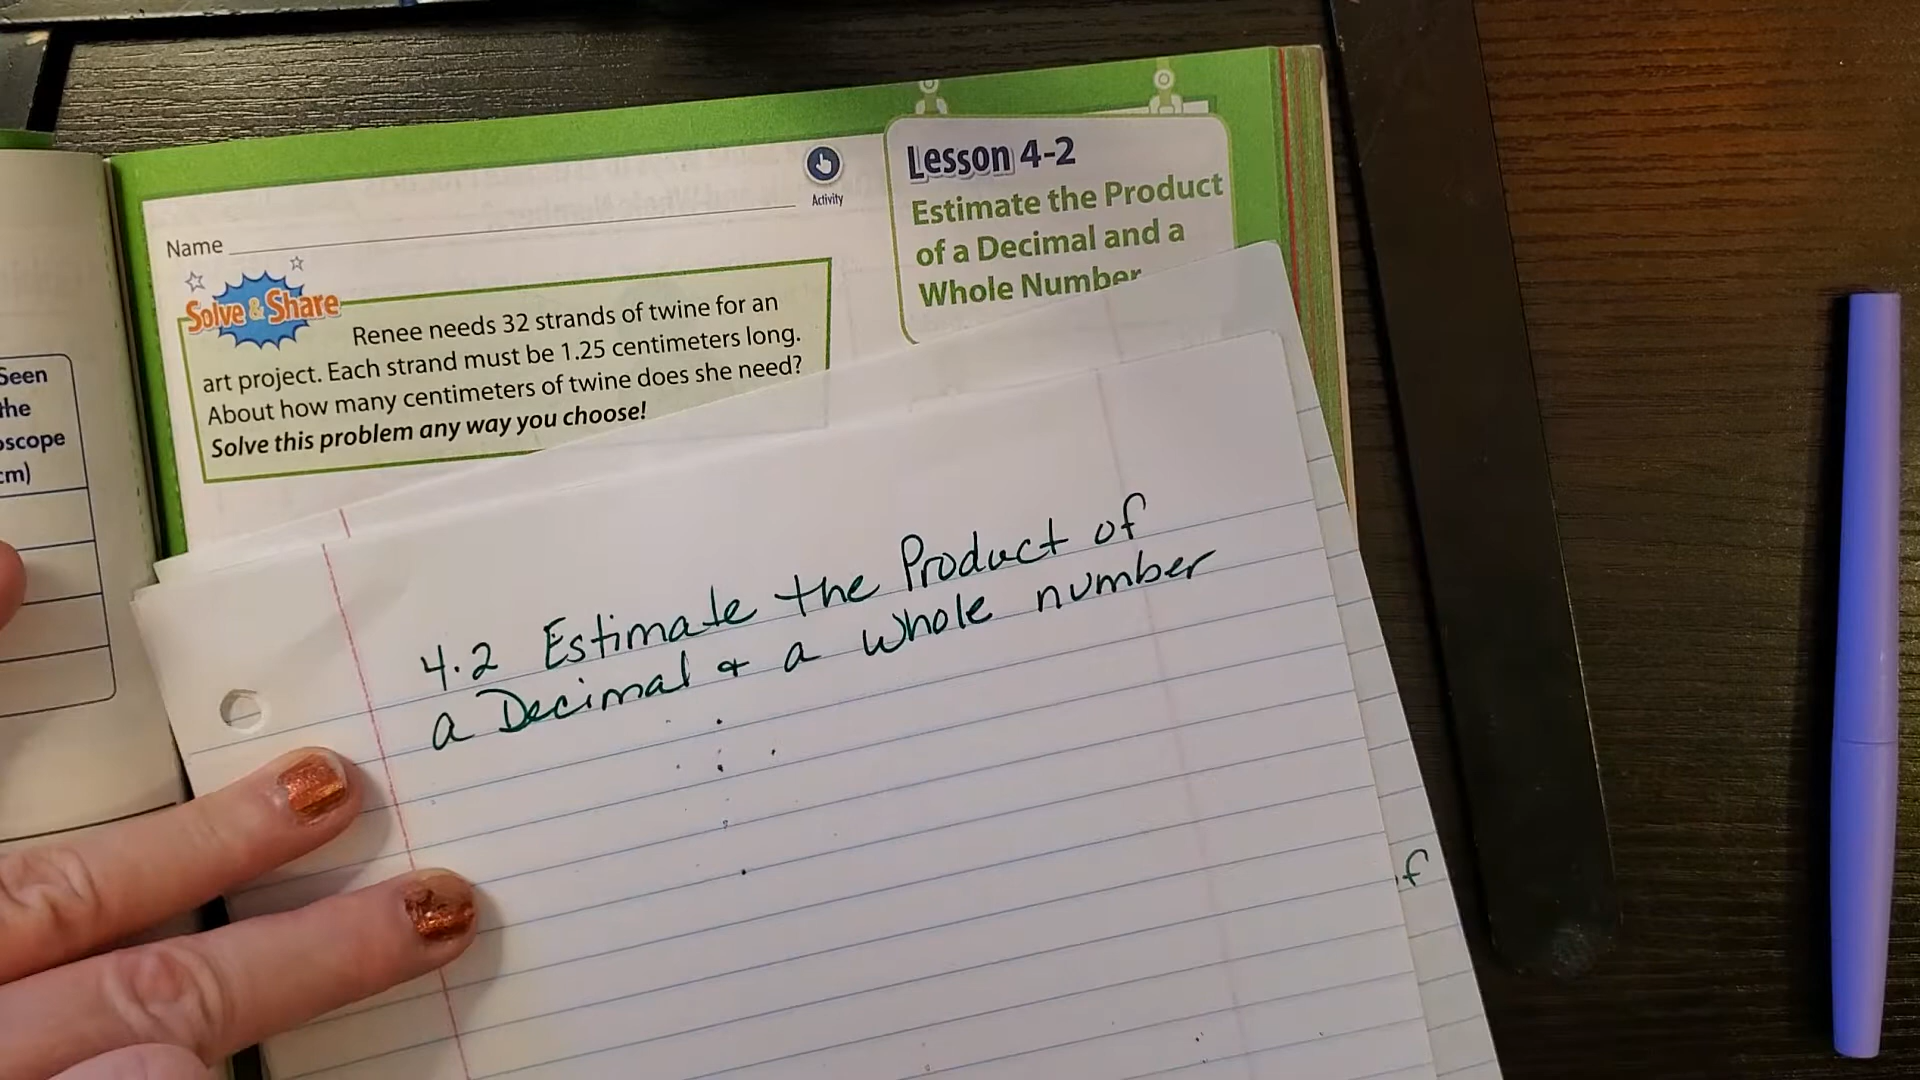 Lesson 4-2
Estimate the Product
of a Decimal and a
Whole Number
Activity
Name
Solve & Share
Renee needs 32 strands of twine for an
art project. Each strand must be 1.25 centimeters long.
About how many centimeters of twine does she need?
Solve this problem any way you choose!
Seen
the
oscope
cm)
4.2 Estimate the Product of
a Decimal + a whole number
f